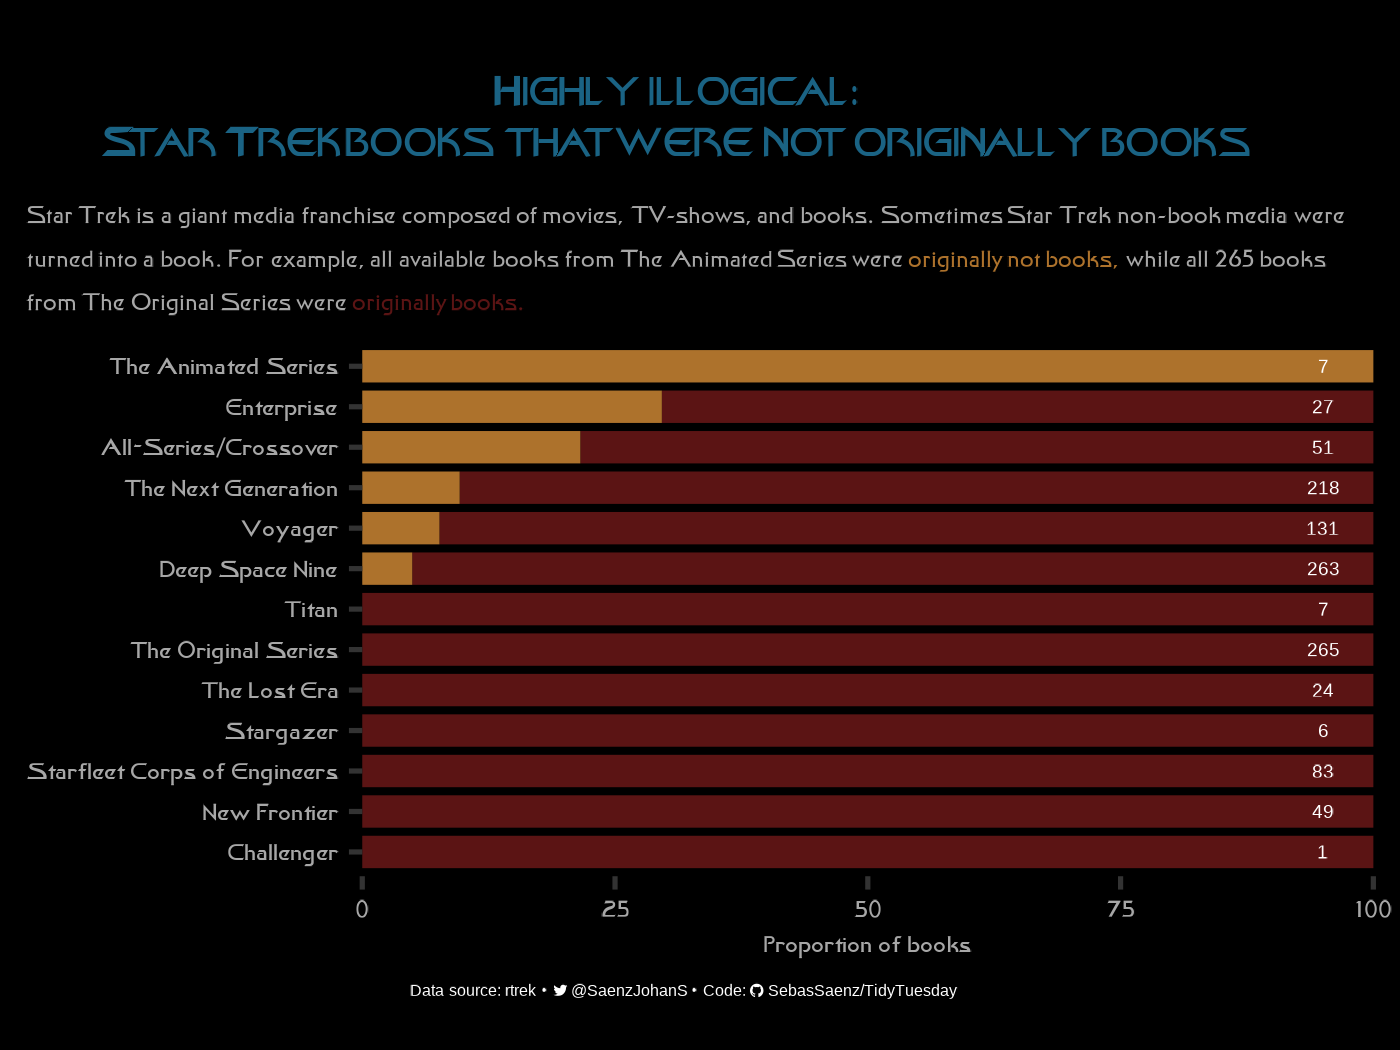 Highly illogical:
Star Trek books that were not originally books
Star Trek is a giant media franchise composed of movies, TV-shows, and books. Sometimes Star Trek non-book media were
turned into a book. For example, all available books from The Animated Series were originally not books, while all 265 books
from The Original Series were originally books.
The Animated Series 7
Enterprise 27
All-Series/Crossover 51
The Next Generation 218
Voyager 131
Deep Space Nine 263
Titan 7
The Original Series 265
The Lost Era 24
Stargazer 6
Starfleet Corps of Engineers 83
New Frontier 49
Challenger 1
0 25 50 75 100
Proportion of books
Data source: rtrek • @SaenzJohanS • Code: SebasSaenz/TidyTuesday